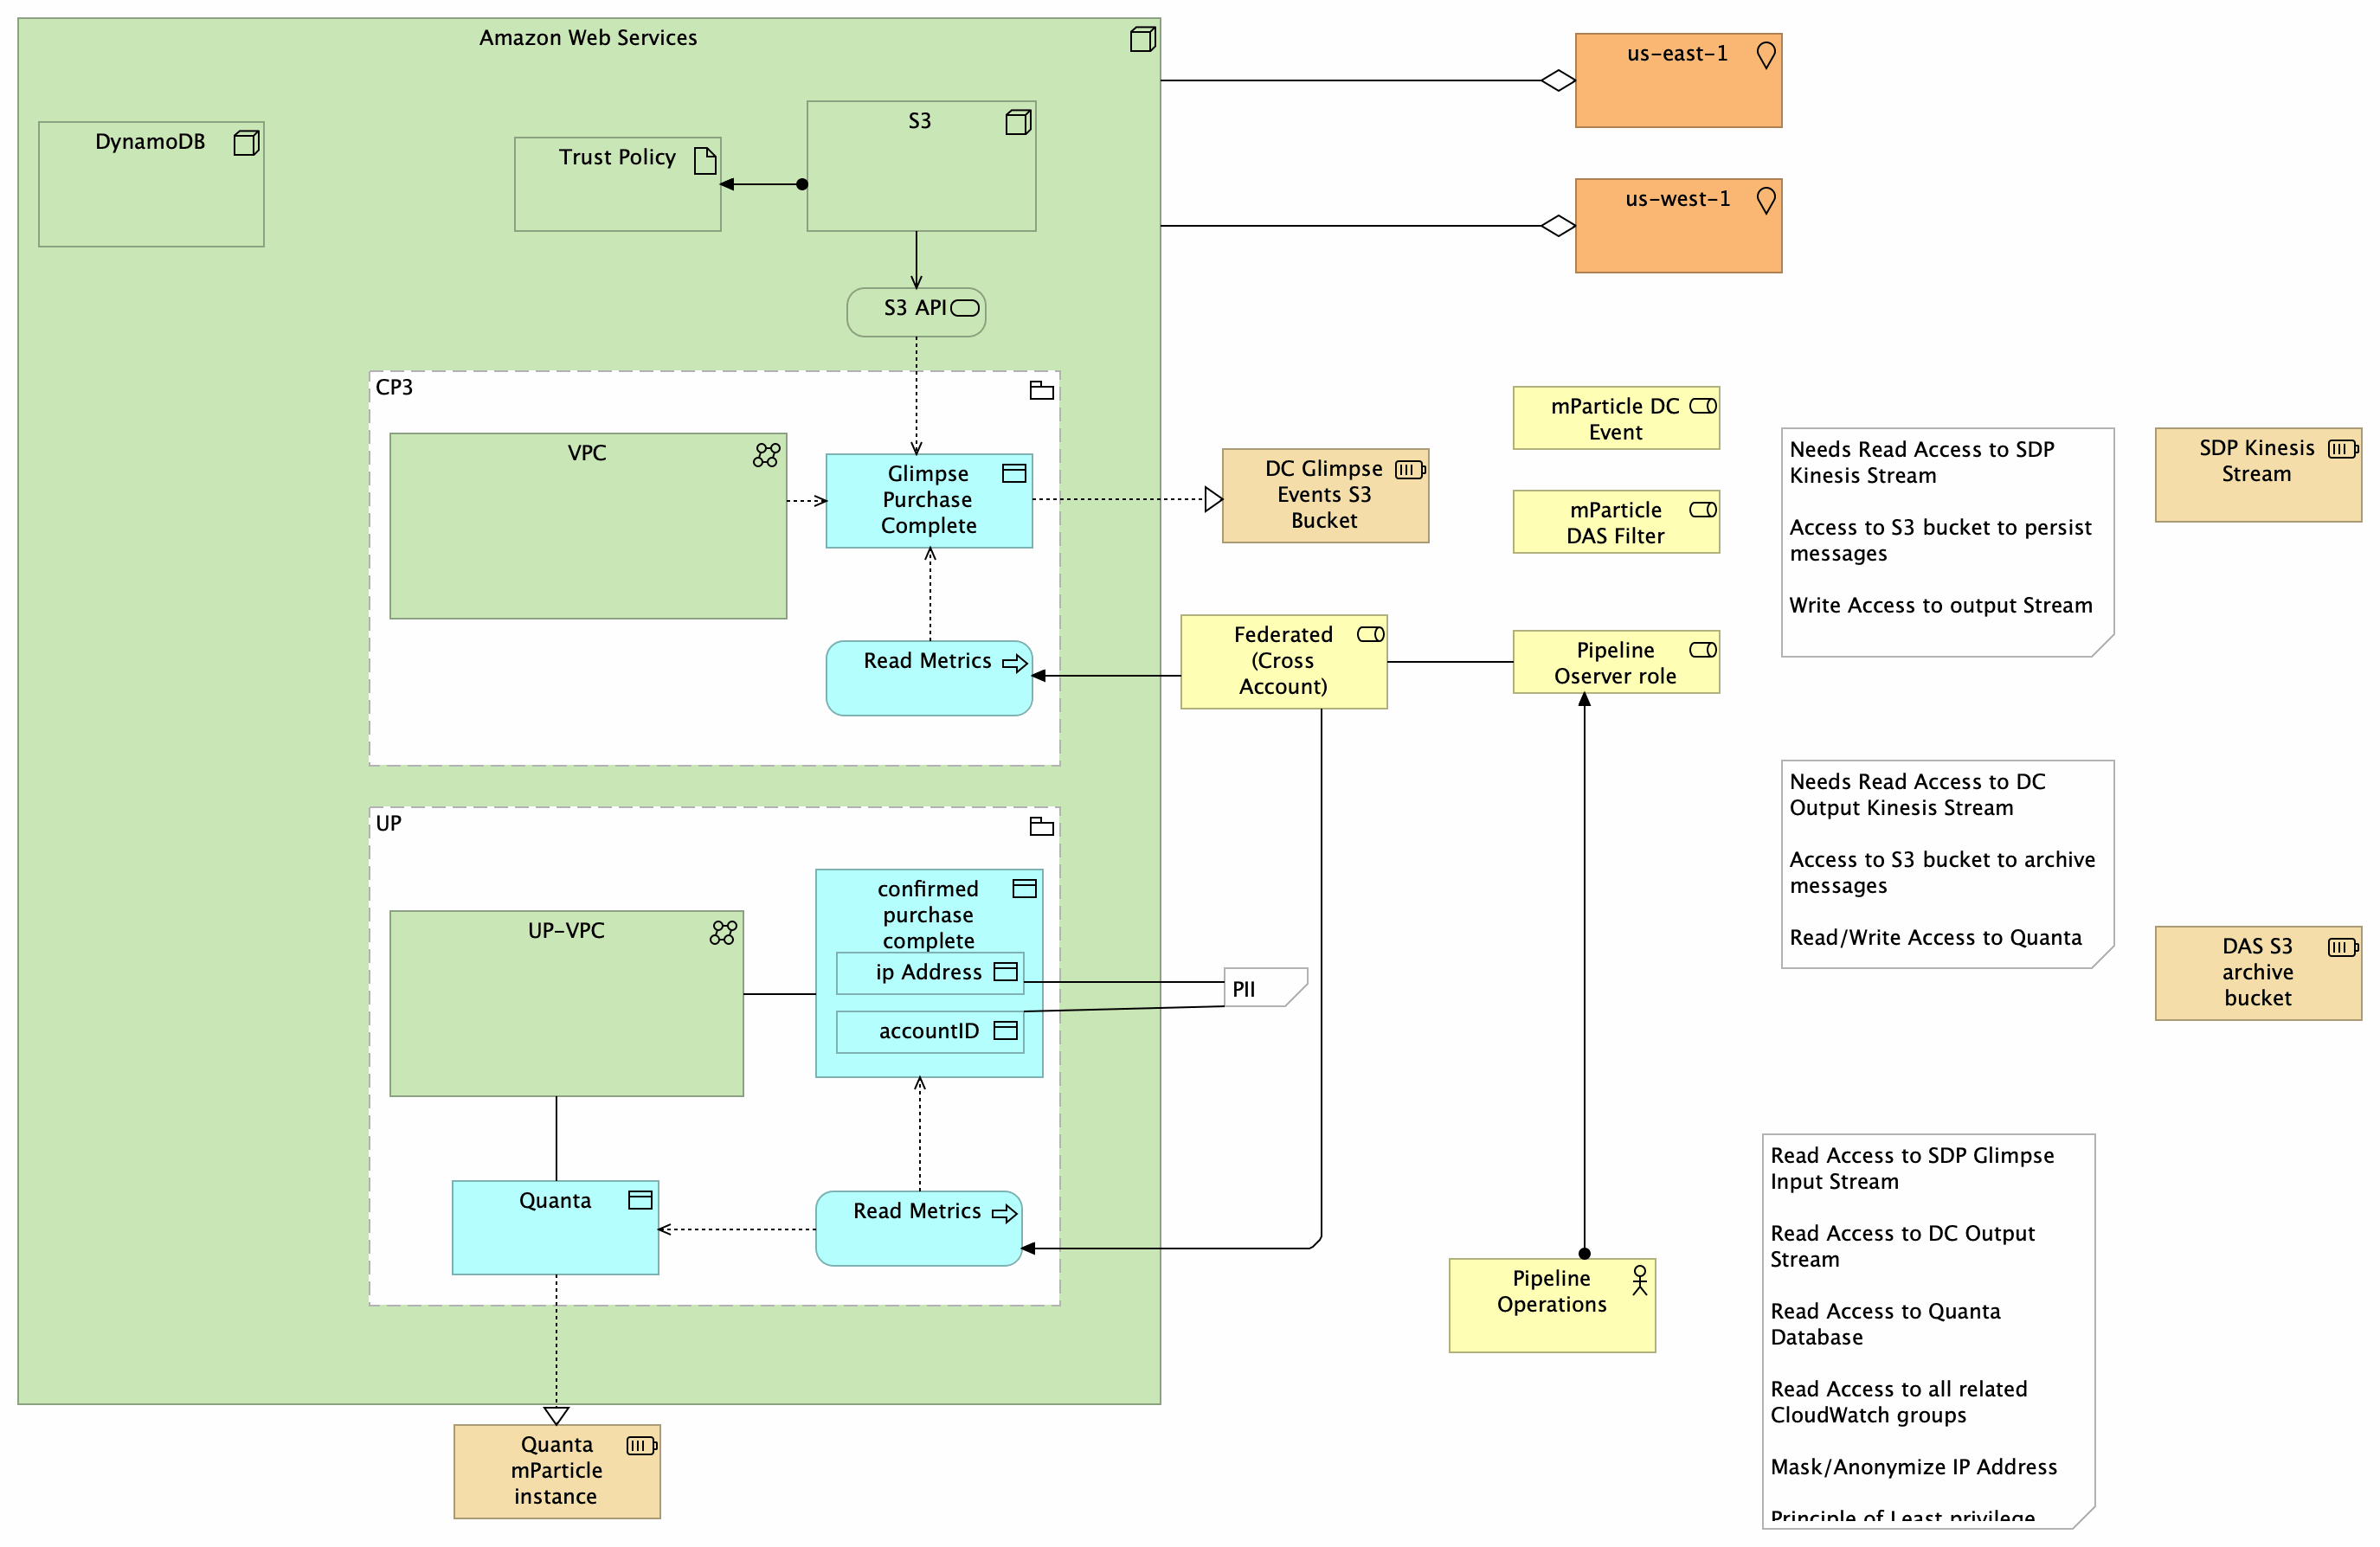 Amazon Web Services
DynamoDB
Trust Policy
S3
S3 API
us-east-1
us-west-1
CP3
VPC
Glimpse
Purchase
Complete
Read Metrics
DC Glimpse
Events S3
Bucket
mParticle DC
Event
mParticle
DAS Filter
Federated
(Cross
Account)
Pipeline
Oserver role
Needs Read Access to SDP
Kinesis Stream
Access to S3 bucket to persist
messages
Write Access to output Stream
SDP Kinesis
Stream
UP
UP-VPC
confirmed
purchase
complete
ip Address
accountID
PII
Quanta
Read Metrics
Needs Read Access to DC
Output Kinesis Stream
Access to S3 bucket to archive
messages
Read/Write Access to Quanta
DAS S3
archive
bucket
Pipeline
Operations
Read Access to SDP Glimpse
Input Stream
Read Access to DC Output
Stream
Read Access to Quanta
Database
Read Access to all related
CloudWatch groups
Mask/Anonymize IP Address
Principle of Least privilege
Quanta
mParticle
instance